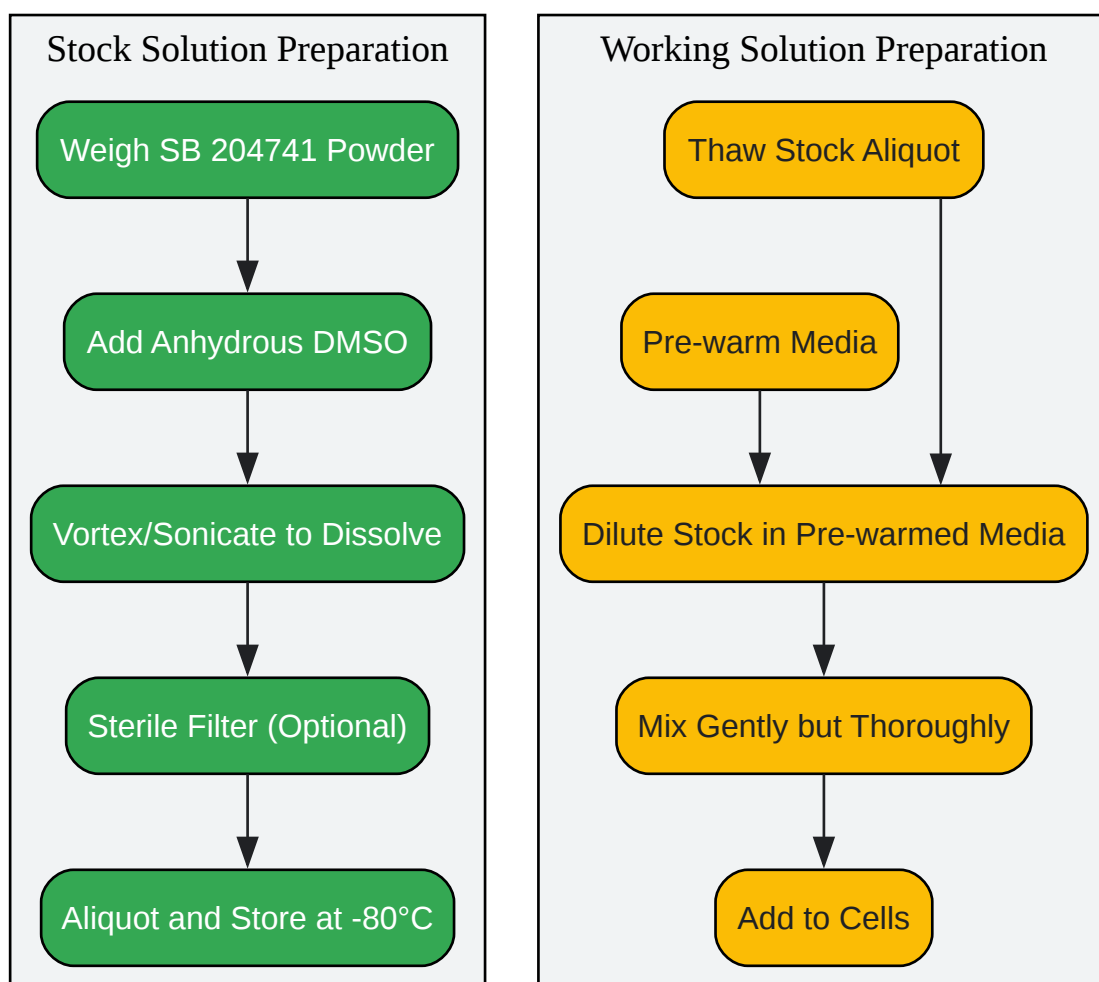 Stock Solution Preparation
Weigh SB 204741 Powder
Add Anhydrous DMSO
Vortex/Sonicate to Dissolve
Sterile Filter (Optional)
Aliquot and Store at -80°C
Working Solution Preparation
Thaw Stock Aliquot
Pre-warm Media
Dilute Stock in Pre-warmed Media
Mix Gently but Thoroughly
Add to Cells